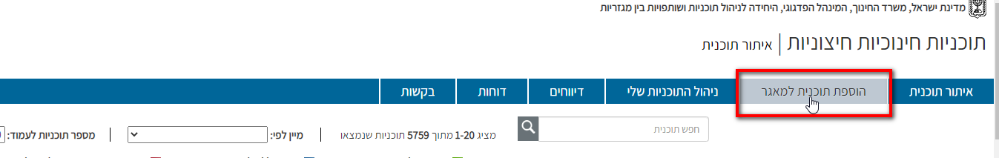 מדינת ישראל, משרד החינוך, המינהל הפדגוגי, היחידה לניהול תוכניות ושותפויות בין מגזריות
תוכניות חינוכיות חיצוניות | איתור תוכנית
איתור תוכנית הוספת תוכנית למאגר ניהול התוכניות שלי דיווחים דוחות בקשות
חפש תוכנית מציג 1-20 מתוך 5759 תוכניות שנמצאו מיין לפי: מספר תוכניות לעמוד: